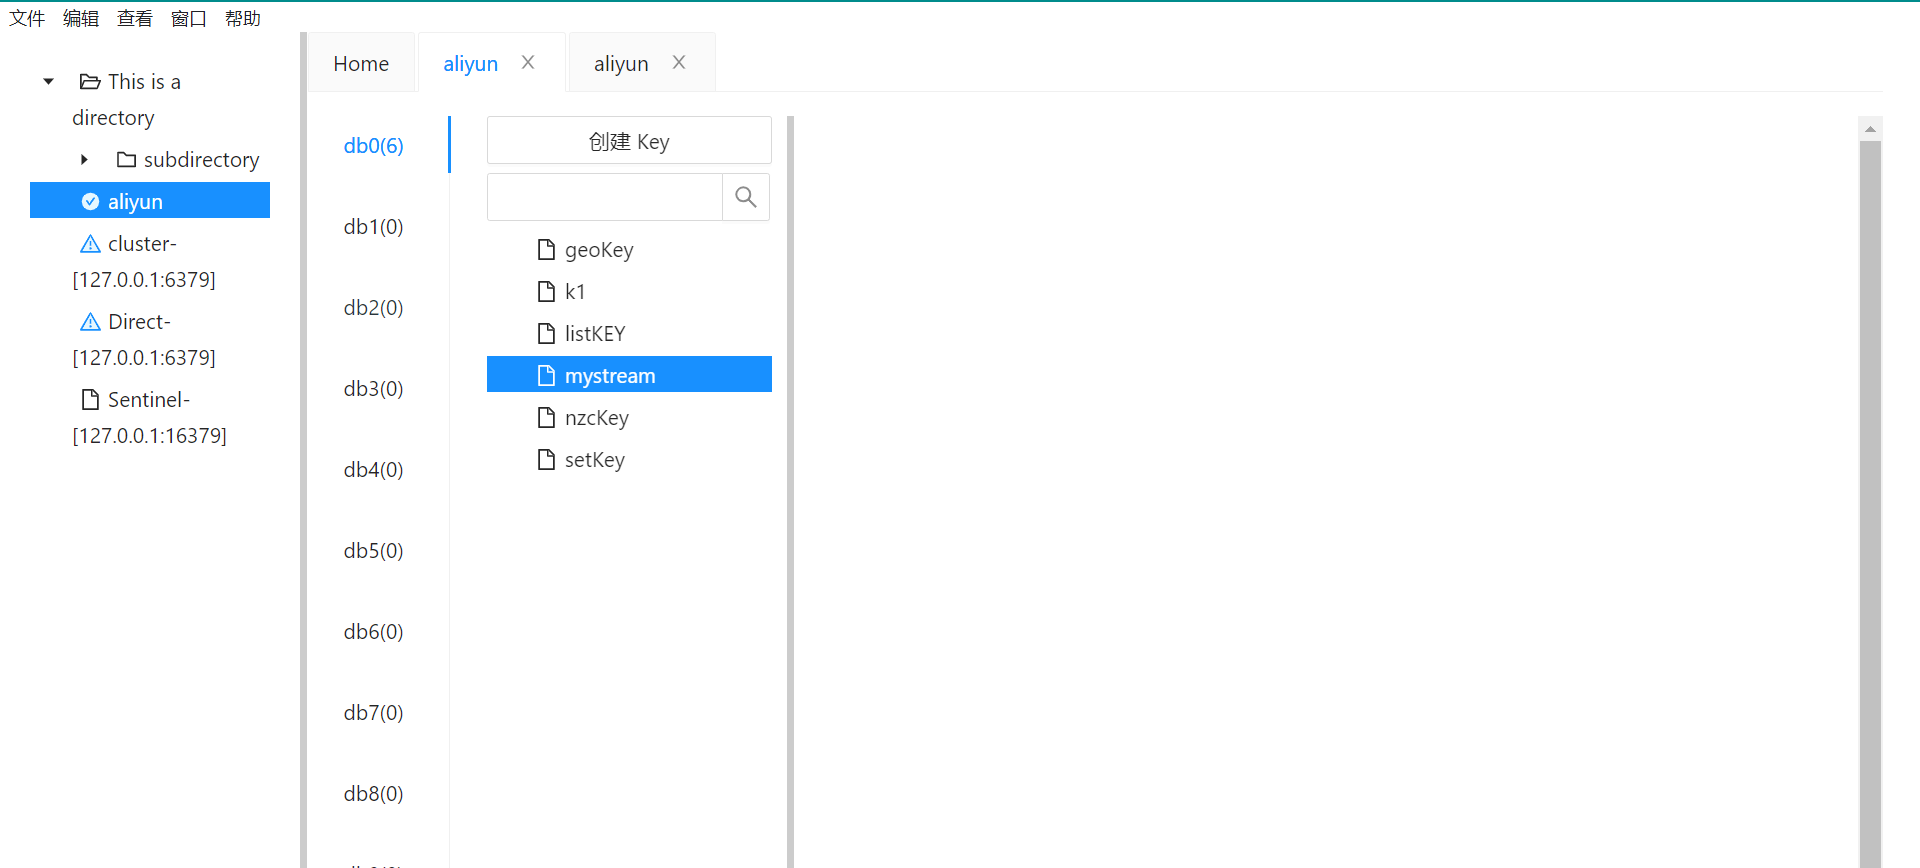 文件 编辑 查看 窗口 帮助
This is a
directory
subdirectory
aliyun
cluster-
[127.0.0.1:6379]
Direct-
[127.0.0.1:6379]
Sentinel-
[127.0.0.1:16379]
Home aliyun aliyun
db0(6)
db1(0)
db2(0)
db3(0)
db4(0)
db5(0)
db6(0)
db7(0)
db8(0)
创建 Key
geoKey
k1
listKEY
mystream
nzcKey
setKey